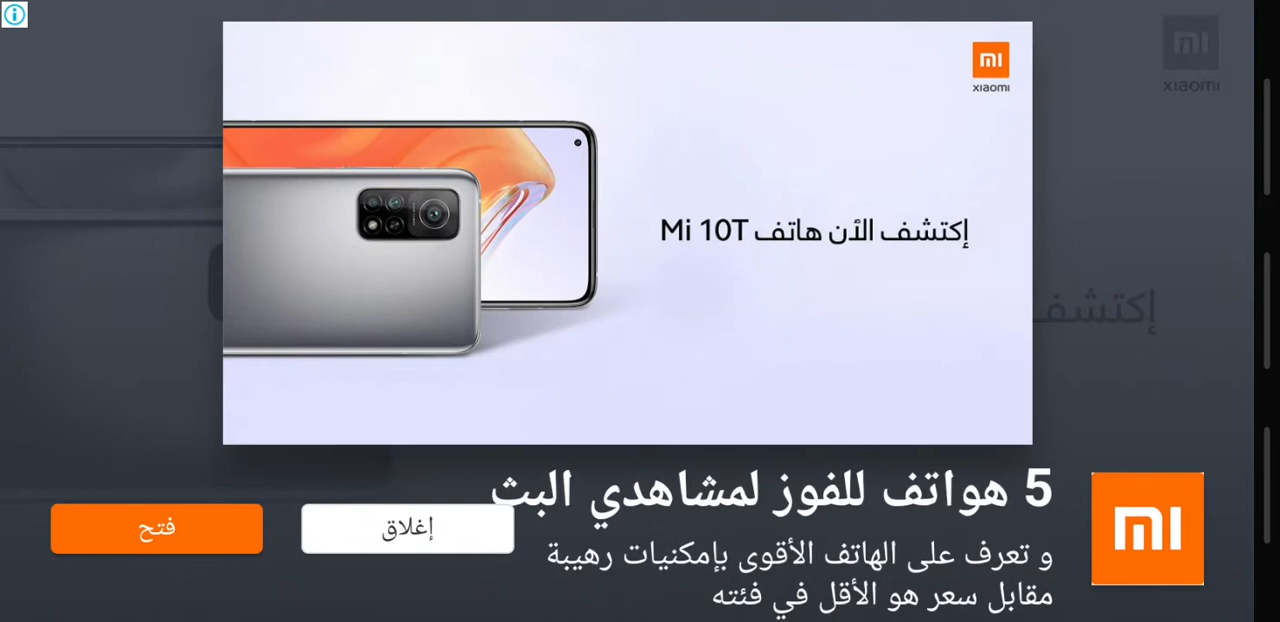 xiaomi
إكتشف الأن هاتف Mi 10T
xiaomi
إكتشف
5 هواتف للفوز لمشاهدي البث
و تعرف على الهاتف الأقوى بإمكنيات رهيبة
مقابل سعر هو الأقل في فئته
إغلاق
فتح